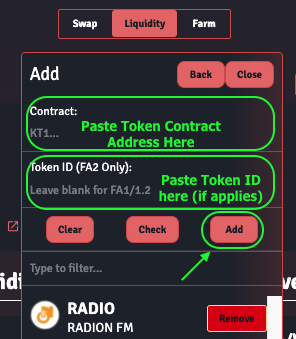 Swap Liquidity Farm
Add Back Close
Contract:
KT1...
Paste Token Contract
Address Here
Token ID (FA2 Only):
Leave blank for FA1/1.2
Paste Token ID
here (if applies)
Clear Check Add
Type to filter...
RADIO
RADION FM
Remove